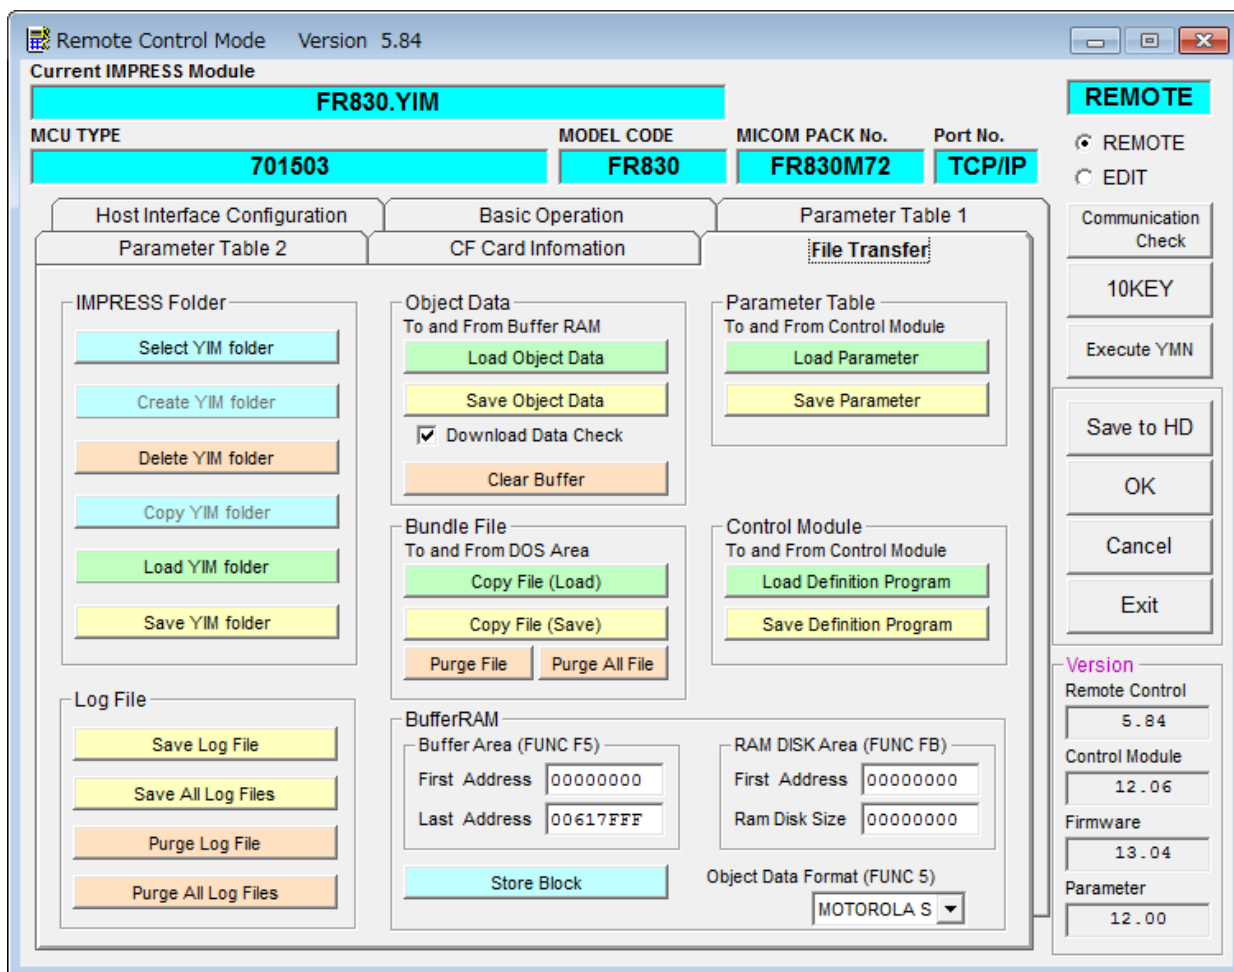 Remote Control Mode Version 5.84
Current IMPRESS Module
FR830.YIM
REMOTE
MCU TYPE
MODEL CODE
MICOM PACK No.
Port No.
701503
FR830
FR830M72
TCP/IP
REMOTE
EDIT
Host Interface Configuration
Basic Operation
Parameter Table 1
Parameter Table 2
CF Card Infomation
File Transfer
Communication
Check
10KEY
Execute YMN
Save to HD
OK
Cancel
Exit
IMPRESS Folder
Select YIM folder
Create YIM folder
Delete YIM folder
Copy YIM folder
Load YIM folder
Save YIM folder
Log File
Save Log File
Save All Log Files
Purge Log File
Purge All Log Files
Object Data
To and From Buffer RAM
Load Object Data
Save Object Data
Download Data Check
Clear Buffer
Bundle File
To and From DOS Area
Copy File (Load)
Copy File (Save)
Purge File
Purge All File
Parameter Table
To and From Control Module
Load Parameter
Save Parameter
Control Module
To and From Control Module
Load Definition Program
Save Definition Program
BufferRAM
Buffer Area (FUNC F5)
First Address 00000000
Last Address 00617FFF
Store Block
RAM DISK Area (FUNC FB)
First Address 00000000
Ram Disk Size 00000000
Object Data Format (FUNC 5)
MOTOROLA S
Version
Remote Control
5.84
Control Module
12.06
Firmware
13.04
Parameter
12.00